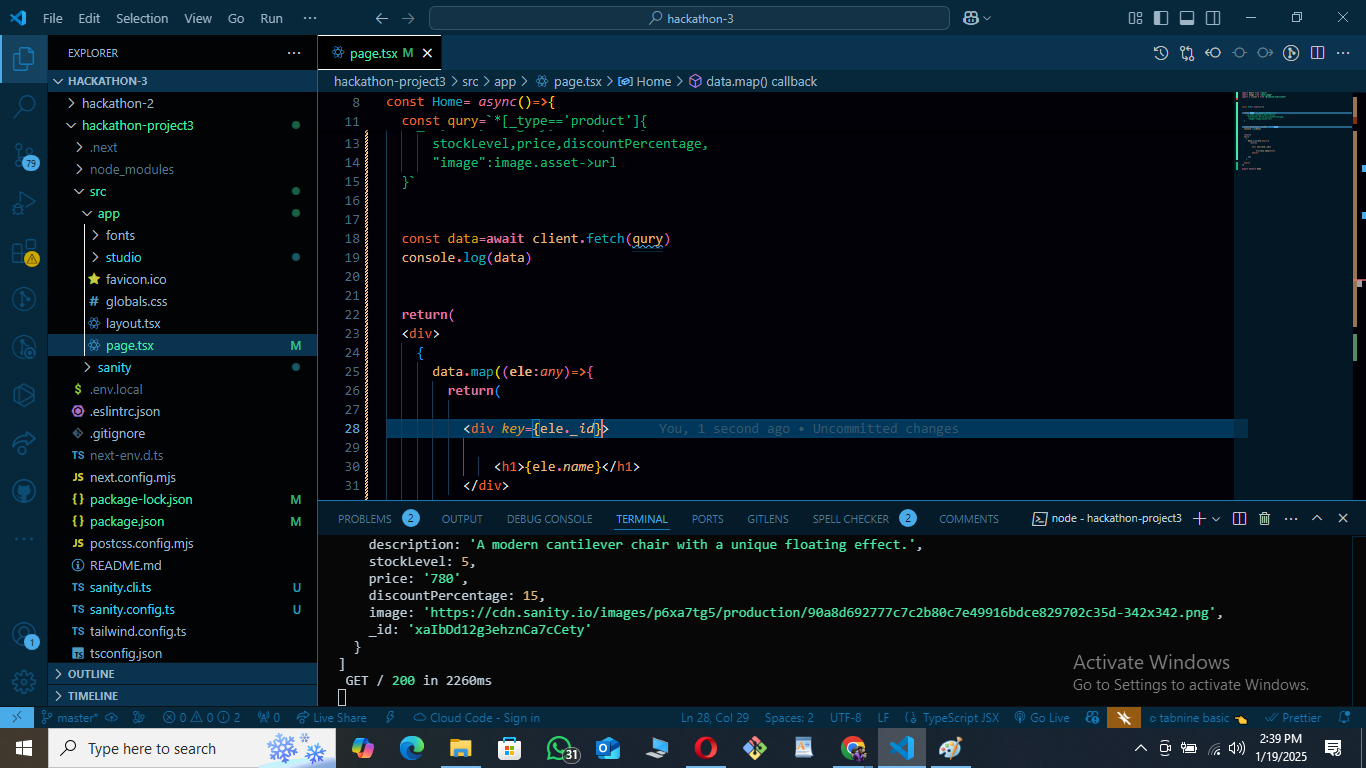 File Edit Selection View Go Run ··· hackathon-3
EXPLORER
page.tsx M
HACKATHON-3
hackathon-project3 > src > app > page.tsx > Home > data.map() callback
hackathon-2
hackathon-project3
.next
node_modules
src
app
fonts
studio
favicon.ico
globals.css
layout.tsx
page.tsx M
sanity
.env.local
.eslintrc.json
.gitignore
next-env.d.ts
next.config.mjs
package-lock.json M
package.json M
postcss.config.mjs
README.md
sanity.cli.ts U
sanity.config.ts U
tailwind.config.ts
tsconfig.json
OUTLINE
TIMELINE
79
1
8 const Home= async()=>{
11 const qury=`*[_type=='product']{
13 stockLevel,price,discountPercentage,
14 "image":image.asset->url
15 }`
16
17
18 const data=await client.fetch(qury)
19 console.log(data)
20
21
22 return(
23 <div>
24 {
25 data.map((ele:any)=>{
26 return(
27
28 <div key={ele._id}> You, 1 second ago • Uncommitted changes
29
30 <h1>{ele.name}</h1>
31 </div>
PROBLEMS 2 OUTPUT DEBUG CONSOLE TERMINAL PORTS GITLENS SPELL CHECKER 2 COMMENTS node - hackathon-project3
description: 'A modern cantilever chair with a unique floating effect.',
stockLevel: 5,
price: '780',
discountPercentage: 15,
image: 'https://cdn.sanity.io/images/p6xa7tg5/production/90a8d692777c7c2b80c7e49916bdce829702c35d-342x342.png',
_id: 'xaIbDd12g3ehznCa7cCety'
}
]
GET / 200 in 2260ms
Activate Windows
Go to Settings to activate Windows.
master* 0 0 2 0 Live Share Cloud Code - Sign in Ln 28, Col 29 Spaces: 2 UTF-8 LF TypeScript JSX Go Live tabnine basic Prettier
Type here to search
31
2:39 PM
1/19/2025